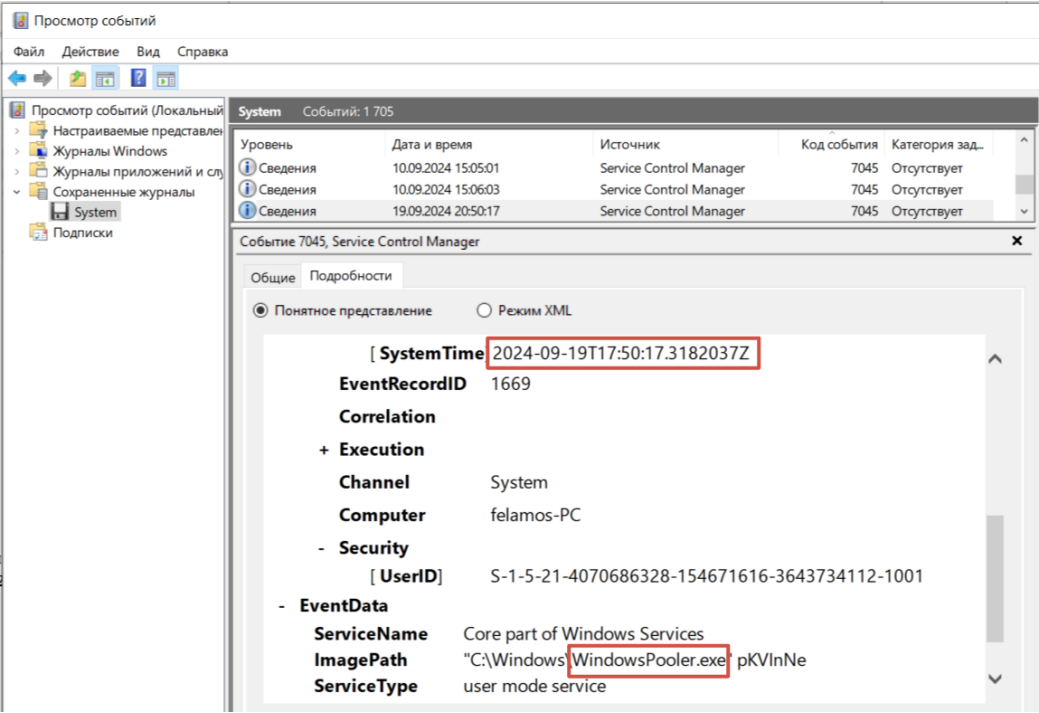 Просмотр событий
Файл Действие Вид Справка
Просмотр событий (Локальный
Настраиваемые представлен
Журналы Windows
Журналы приложений и слу
Сохраненные журналы
System
Подписки
System Событий: 1 705
Уровень Дата и время Источник Код события Категория зад...
Сведения 10.09.2024 15:05:01 Service Control Manager 7045 Отсутствует
Сведения 10.09.2024 15:06:03 Service Control Manager 7045 Отсутствует
Сведения 19.09.2024 20:50:17 Service Control Manager 7045 Отсутствует
Событие 7045, Service Control Manager
Общие Подробности
Понятное представление Режим XML
[ SystemTime 2024-09-19T17:50:17.3182037Z
EventRecordID 1669
Correlation
+ Execution
Channel System
Computer felamos-PC
- Security
[ UserID] S-1-5-21-4070686328-154671616-3643734112-1001
- EventData
ServiceName Core part of Windows Services
ImagePath "C:\Windows\WindowsPooler.exe" pKVInNe
ServiceType user mode service